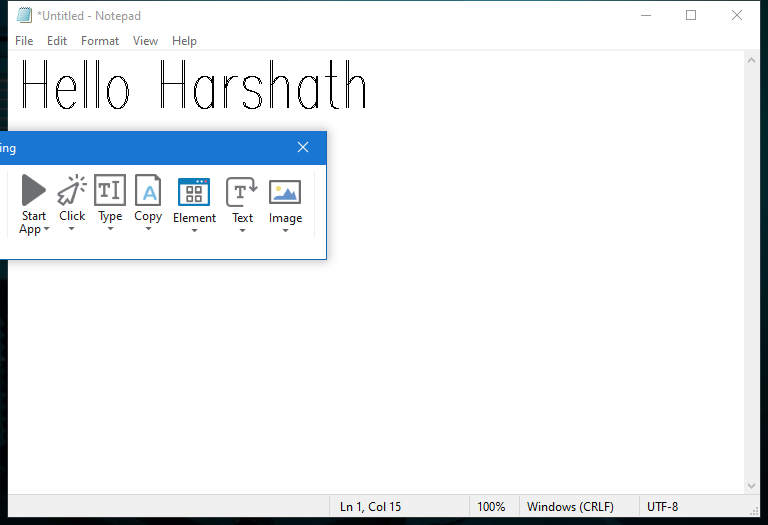 *Untitled - Notepad
File Edit Format View Help
Hello Harshath
ing
Start App Click Type Copy Element Text Image
Ln 1, Col 15 100% Windows (CRLF) UTF-8